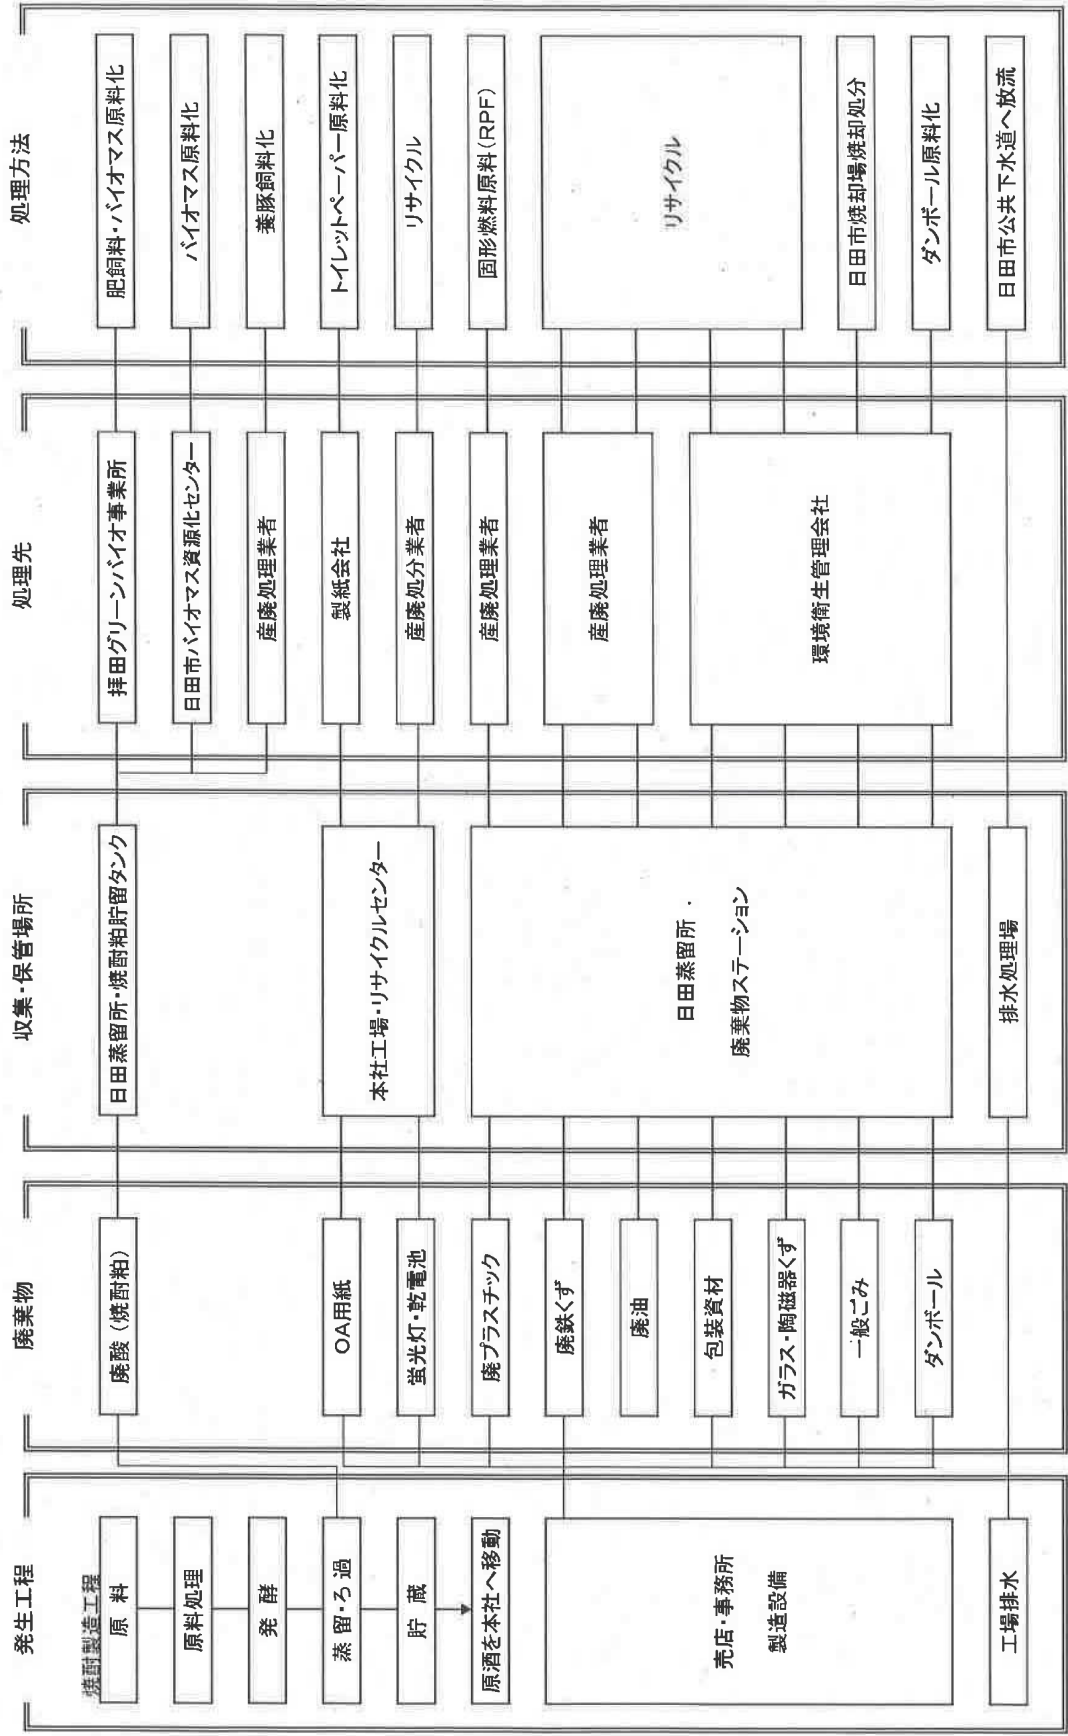 発生工程
焼酎製造工程
原 料
原料処理
発 酵
蒸 留・ろ 過
貯 蔵
原酒を本社へ移動
売店・事務所
製造設備
工場排水
廃棄物
廃酸（焼酎粕）
OA用紙
蛍光灯・乾電池
廃プラスチック
廃鉄くず
廃油
包装資材
ガラス・陶磁器くず
一般ごみ
ダンボール
収集・保管場所
日田蒸留所・焼酎粕貯留タンク
本社工場・リサイクルセンター
日田蒸留所・
廃棄物ステーション
排水処理場
処理先
拝田グリーンバイオ事業所
日田市バイオマス資源化センター
産廃処理業者
製紙会社
産廃処分業者
産廃処理業者
産廃処理業者
環境衛生管理会社
処理方法
肥飼料・バイオマス原料化
バイオマス原料化
養豚飼料化
トイレットペーパー原料化
リサイクル
固形燃料原料（RPF）
リサイクル
日田市焼却場焼却処分
ダンボール原料化
日田市公共下水道へ放流